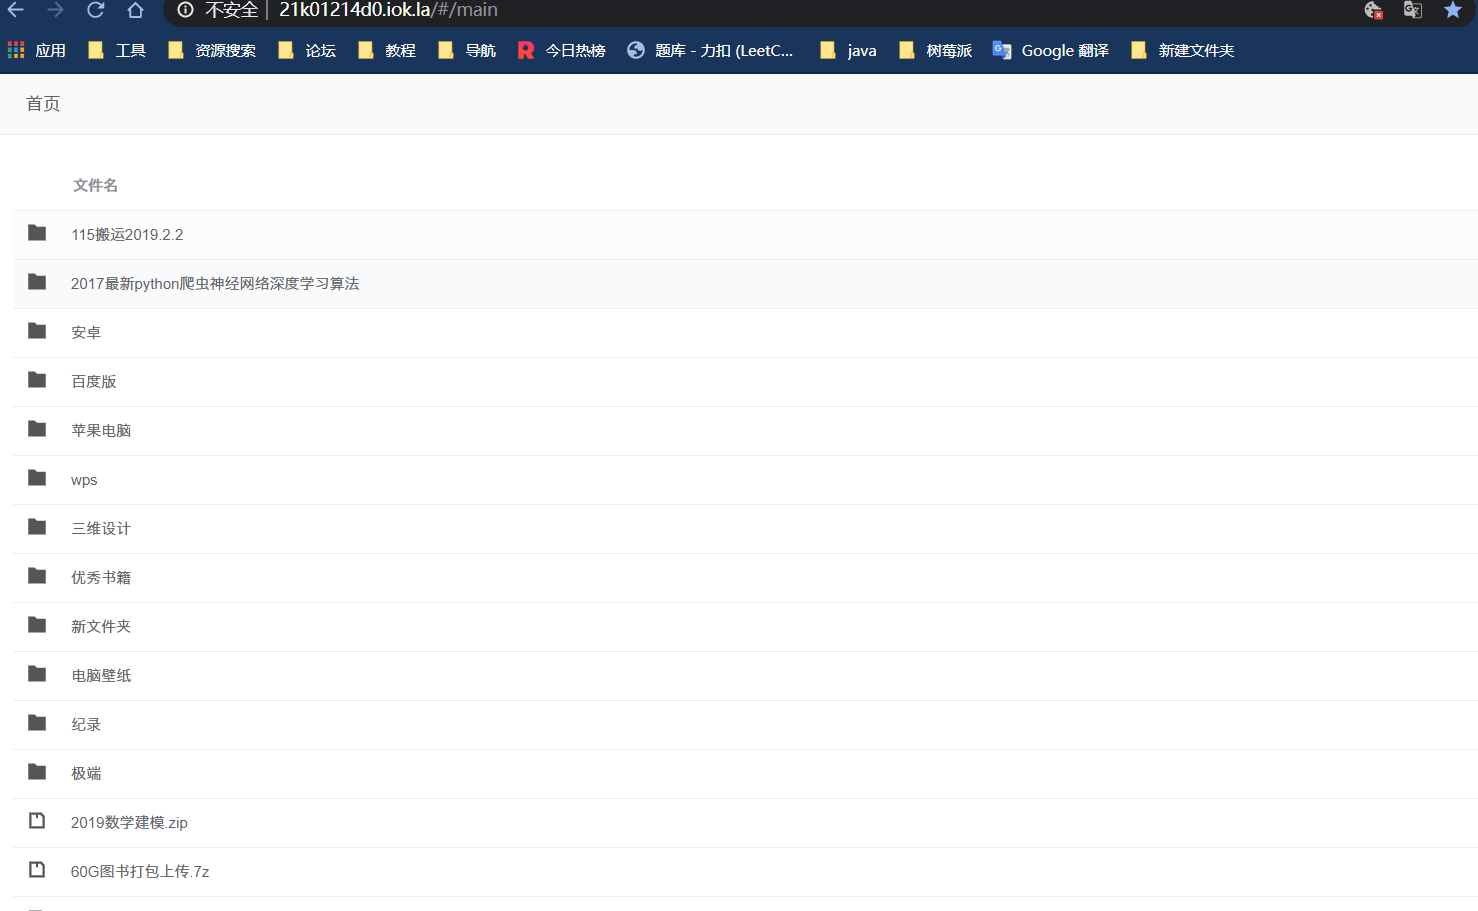 不安全 | 21k01214d0.iok.la/#/main
应用 工具 资源搜索 论坛 教程 导航 今日热榜 题库 - 力扣 (LeetC... java 树莓派 Google 翻译 新建文件夹
首页
文件名
115搬运2019.2.2
2017最新python爬虫神经网络深度学习算法
安卓
百度版
苹果电脑
wps
三维设计
优秀书籍
新文件夹
电脑壁纸
纪录
极端
2019数学建模.zip
60G图书打包上传.7z